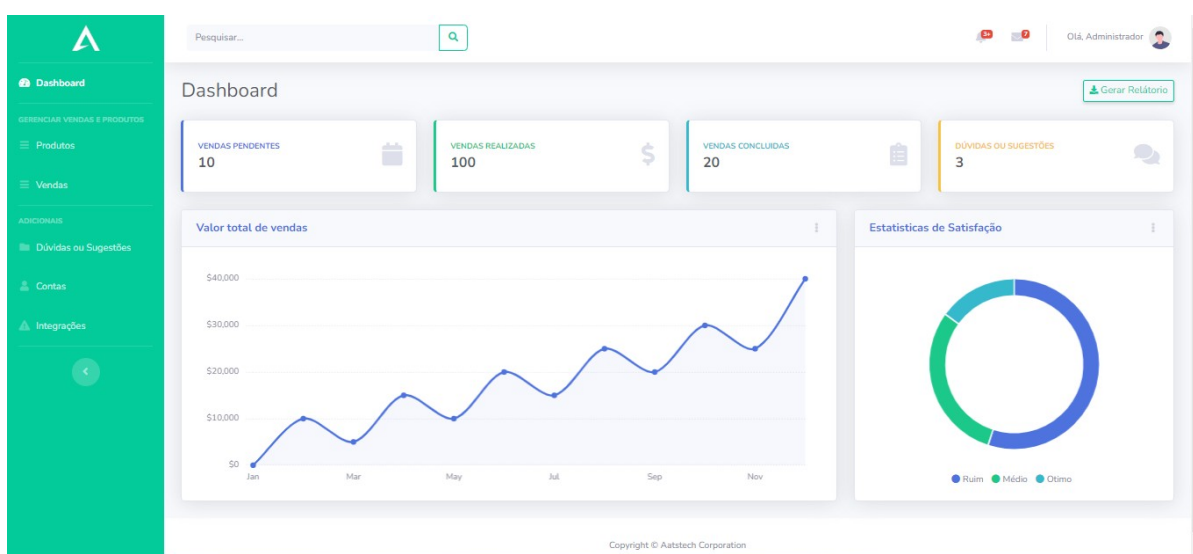 Pesquisar...
3+
7
Olá, Administrador
Dashboard
GERENCIAR VENDAS E PRODUTOS
Produtos
Vendas
ADICIONAIS
Dúvidas ou Sugestões
Contas
Integrações
Dashboard
Gerar Relátorio
VENDAS PENDENTES
10
VENDAS REALIZADAS
100
VENDAS CONCLUIDAS
20
DÚVIDAS OU SUGESTÕES
3
Valor total de vendas
$40,000
$30,000
$20,000
$10,000
$0
Jan Mar May Jul Sep Nov
Estatisticas de Satisfação
Ruim Médio Otimo
Copyright © Aatstech Corporation